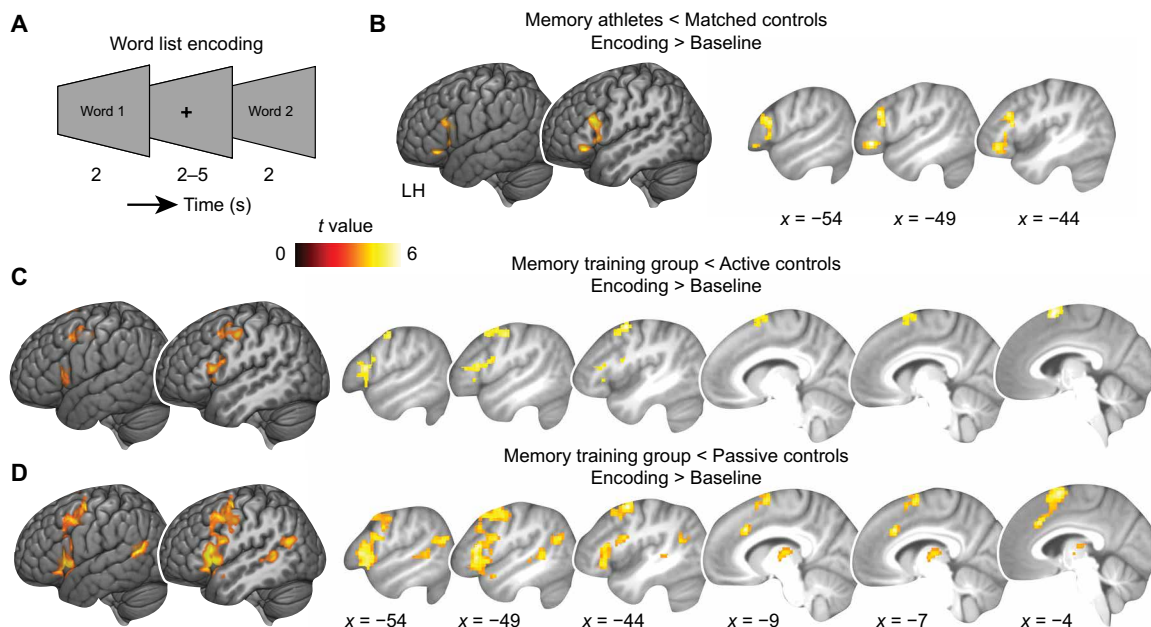 A
Word list encoding
Word 1
+
Word 2
2
2–5
2
Time (s)
B
Memory athletes < Matched controls
Encoding > Baseline
LH
x = −54
x = −49
x = −44
t value
0
6
C
Memory training group < Active controls
Encoding > Baseline
D
Memory training group < Passive controls
Encoding > Baseline
x = −54
x = −49
x = −44
x = −9
x = −7
x = −4